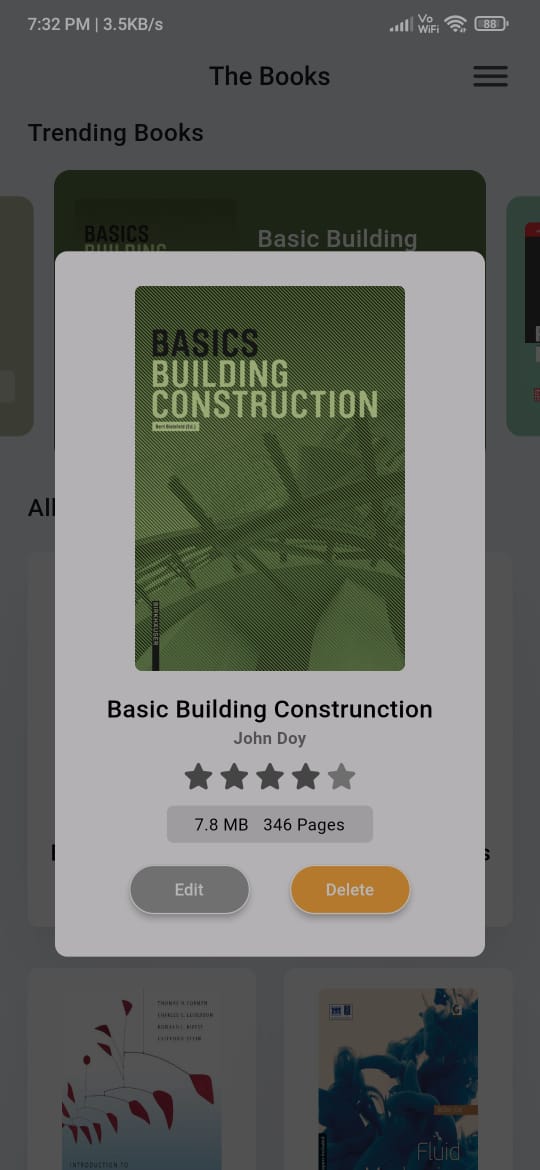 7:32 PM | 3.5KB/s
Vo
WiFi
88
The Books
Trending Books
BASICS
BUILDING
Basic Building
BASICS
BUILDING
CONSTRUCTION
Bert Bielefeld (Ed.)
BIRKHÄUSER
All
Basic Building Construnction
John Doy
7.8 MB 346 Pages
s
Edit
Delete
THOMAS H. CORMEN
CHARLES E. LEISERSON
RONALD L. RIVEST
CLIFFORD STEIN
INTRODUCTION TO
G
Fluid